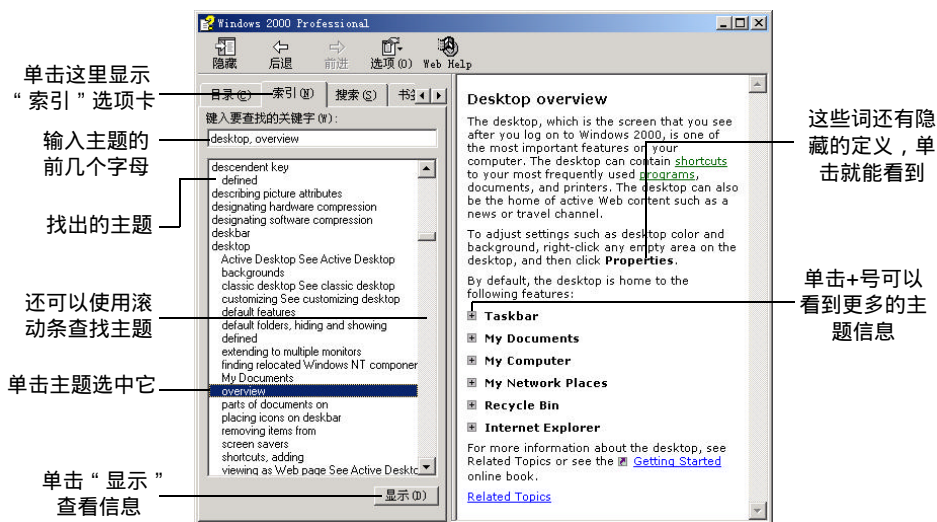 Windows 2000 Professional
隐藏
后退
前进
选项(O)
Web Help
目录(C)
索引(N)
搜索(S)
键入要查找的关键字(W):
desktop, overview
descendent key
defined
describing picture attributes
designating hardware compression
designating software compression
deskbar
desktop
Active Desktop See Active Desktop
backgrounds
classic desktop See classic desktop
customizing See customizing desktop
default features
default folders, hiding and showing
defined
extending to multiple monitors
finding relocated Windows NT componer
My Documents
overview
parts of documents on
placing icons on deskbar
removing items from
screen savers
shortcuts, adding
viewing as Web page See Active Deskto
显示(D)
Desktop overview
The desktop, which is the screen that you see
after you log on to Windows 2000, is one of
the most important features on your
computer. The desktop can contain shortcuts
to your most frequently used programs,
documents, and printers. The desktop can also
be the home of active Web content such as a
news or travel channel.
To adjust settings such as desktop color and
background, right-click any empty area on the
desktop, and then click Properties.
By default, the desktop is home to the
following features:
Taskbar
My Documents
My Computer
My Network Places
Recycle Bin
Internet Explorer
For more information about the desktop, see
Related Topics or see the Getting Started
online book.
Related Topics
单击这里显示
“索引”选项卡
输入主题的
前几个字母
找出的主题
还可以使用滚
动条查找主题
单击主题选中它
单击“显示”
查看信息
这些词还有隐
藏的定义，单
击就能看到
单击+号可以
看到更多的主
题信息